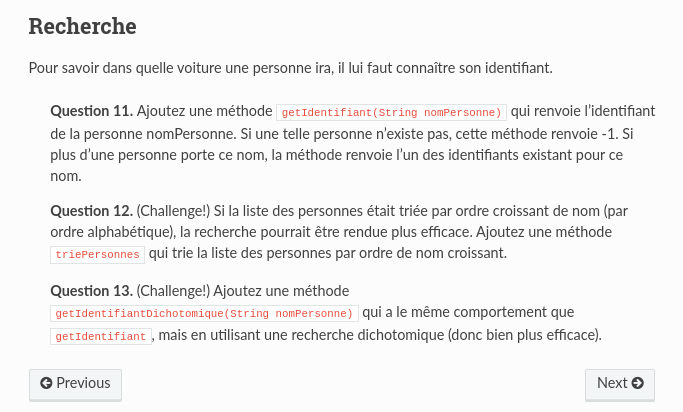 Recherche
Pour savoir dans quelle voiture une personne ira, il lui faut connaître son identifiant.
Question 11. Ajoutez une méthode getIdentifiant(String nomPersonne) qui renvoie l'identifiant
de la personne nomPersonne. Si une telle personne n'existe pas, cette méthode renvoie -1. Si
plus d'une personne porte ce nom, la méthode renvoie l'un des identifiants existant pour ce
nom.
Question 12. (Challenge!) Si la liste des personnes était triée par ordre croissant de nom (par
ordre alphabétique), la recherche pourrait être rendue plus efficace. Ajoutez une méthode
triePersonnes qui trie la liste des personnes par ordre de nom croissant.
Question 13. (Challenge!) Ajoutez une méthode
getIdentifiantDichotomique(String nomPersonne) qui a le même comportement que
getIdentifiant, mais en utilisant une recherche dichotomique (donc bien plus efficace).
Previous Next